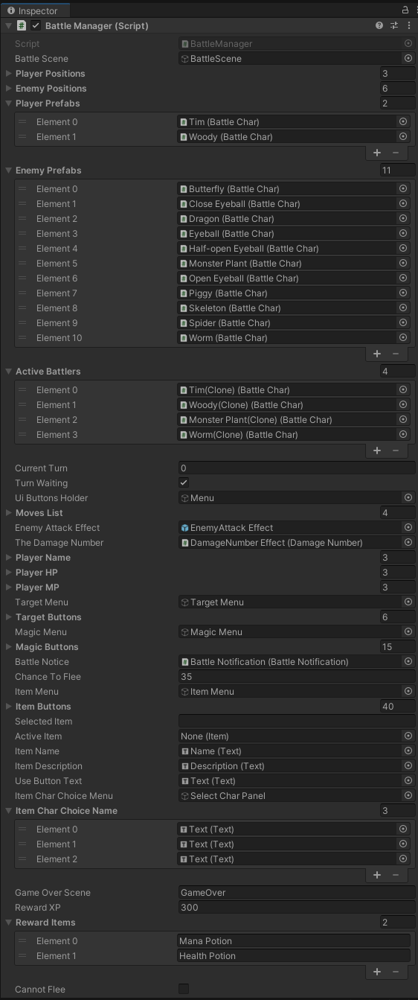 Inspector
Battle Manager (Script)
Script BattleManager
Battle Scene BattleScene
Player Positions 3
Enemy Positions 6
Player Prefabs 2
Element 0 Tim (Battle Char)
Element 1 Woody (Battle Char)
Enemy Prefabs 11
Element 0 Butterfly (Battle Char)
Element 1 Close Eyeball (Battle Char)
Element 2 Dragon (Battle Char)
Element 3 Eyeball (Battle Char)
Element 4 Half-open Eyeball (Battle Char)
Element 5 Monster Plant (Battle Char)
Element 6 Open Eyeball (Battle Char)
Element 7 Piggy (Battle Char)
Element 8 Skeleton (Battle Char)
Element 9 Spider (Battle Char)
Element 10 Worm (Battle Char)
Active Battlers 4
Element 0 Tim(Clone) (Battle Char)
Element 1 Woody(Clone) (Battle Char)
Element 2 Monster Plant(Clone) (Battle Char)
Element 3 Worm(Clone) (Battle Char)
Current Turn 0
Turn Waiting
Ui Buttons Holder Menu
Moves List 4
Enemy Attack Effect EnemyAttack Effect
The Damage Number DamageNumber Effect (Damage Number)
Player Name 3
Player HP 3
Player MP 3
Target Menu Target Menu
Target Buttons 6
Magic Menu Magic Menu
Magic Buttons 15
Battle Notice Battle Notification (Battle Notification)
Chance To Flee 35
Item Menu Item Menu
Item Buttons 40
Selected Item
Active Item None (Item)
Item Name Name (Text)
Item Description Description (Text)
Use Button Text Text (Text)
Item Char Choice Menu Select Char Panel
Item Char Choice Name 3
Element 0 Text (Text)
Element 1 Text (Text)
Element 2 Text (Text)
Game Over Scene GameOver
Reward XP 300
Reward Items 2
Element 0 Mana Potion
Element 1 Health Potion
Cannot Flee